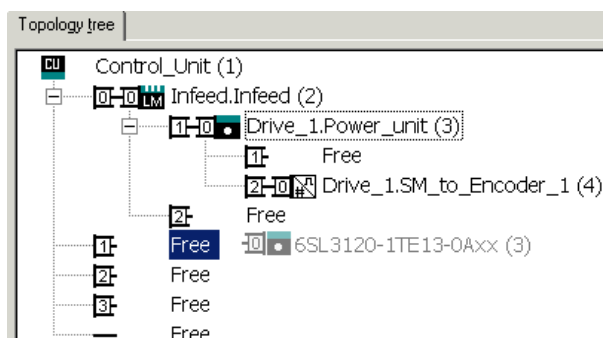 Topology tree
CU Control_Unit (1)
0 0 LM Infeed.Infeed (2)
1 0 Drive_1.Power_unit (3)
1 Free
2 0 Drive_1.SM_to_Encoder_1 (4)
2 Free
1 Free 0 6SL3120-1TE13-0Axx (3)
2 Free
3 Free
Free